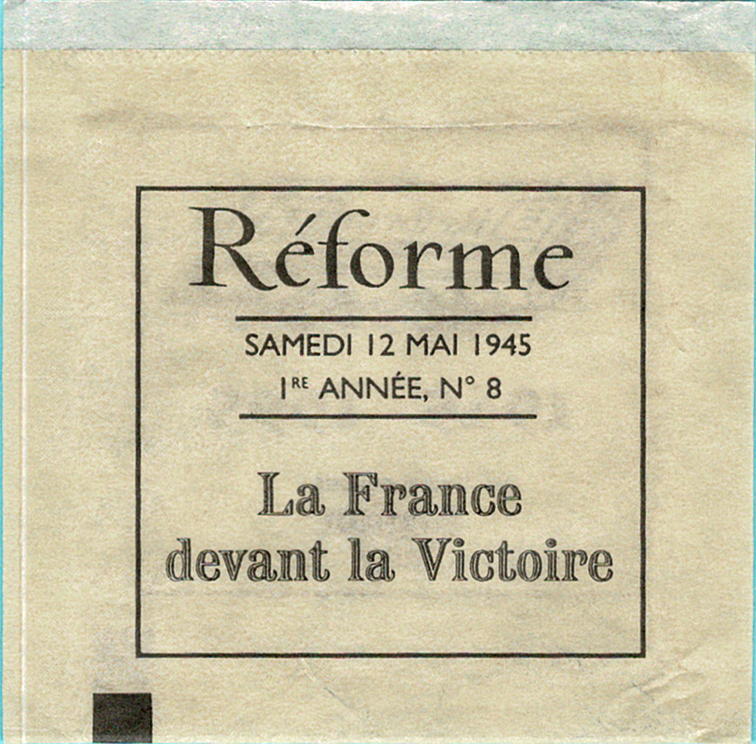 Réforme
SAMEDI 12 MAI 1945
1RE ANNÉE, N° 8
La France
devant la Victoire